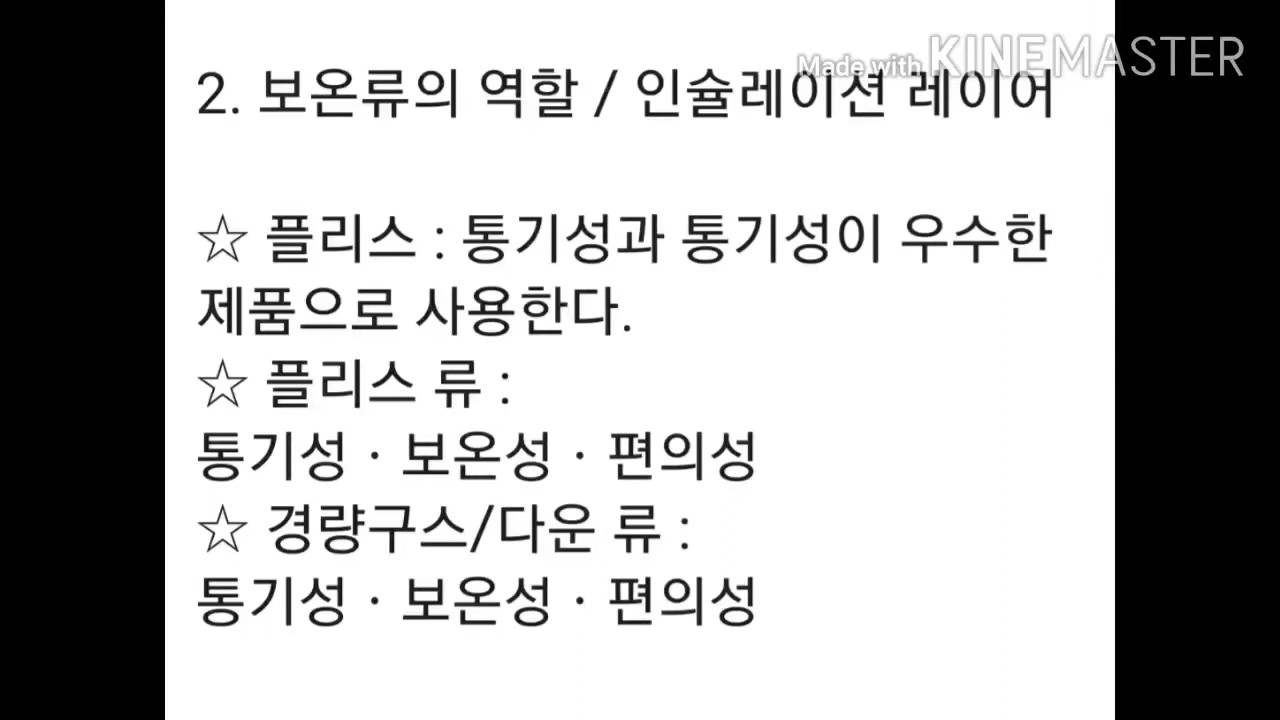 Made with KINEMASTER
2. 보온류의 역할 / 인슐레이션 레이어
☆ 플리스 : 통기성과 통기성이 우수한
제품으로 사용한다.
☆ 플리스 류 :
통기성 · 보온성 · 편의성
☆ 경량구스/다운 류 :
통기성 · 보온성 · 편의성